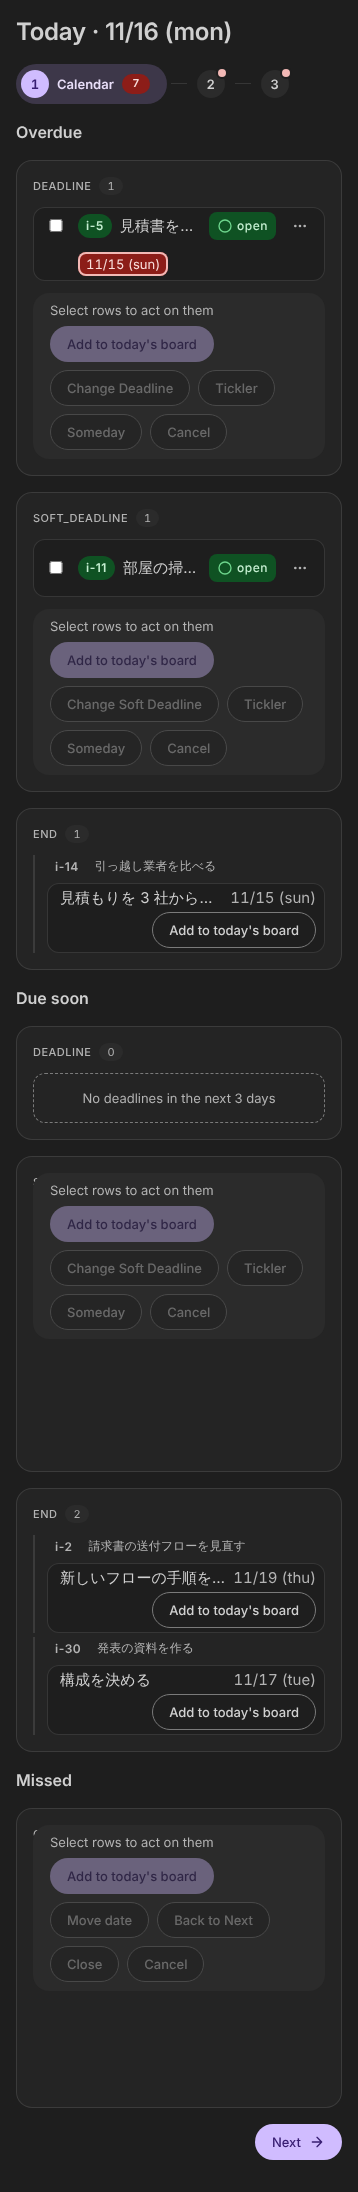 Today · 11/16 (mon)
1 Calendar 7 2 3
Overdue
DEADLINE 1
i-5 見積書を... open ...
11/15 (sun)
Select rows to act on them
Add to today's board
Change Deadline Tickler
Someday Cancel
SOFT_DEADLINE 1
i-11 部屋の掃... open ...
Select rows to act on them
Add to today's board
Change Soft Deadline Tickler
Someday Cancel
END 1
i-14 引っ越し業者を比べる
見積もりを 3 社から... 11/15 (sun)
Add to today's board
Due soon
DEADLINE 0
No deadlines in the next 3 days
Select rows to act on them
Add to today's board
Change Soft Deadline Tickler
Someday Cancel
END 2
i-2 請求書の送付フローを見直す
新しいフローの手順を... 11/19 (thu)
Add to today's board
i-30 発表の資料を作る
構成を決める 11/17 (tue)
Add to today's board
Missed
Select rows to act on them
Add to today's board
Move date Back to Next
Close Cancel
Next →